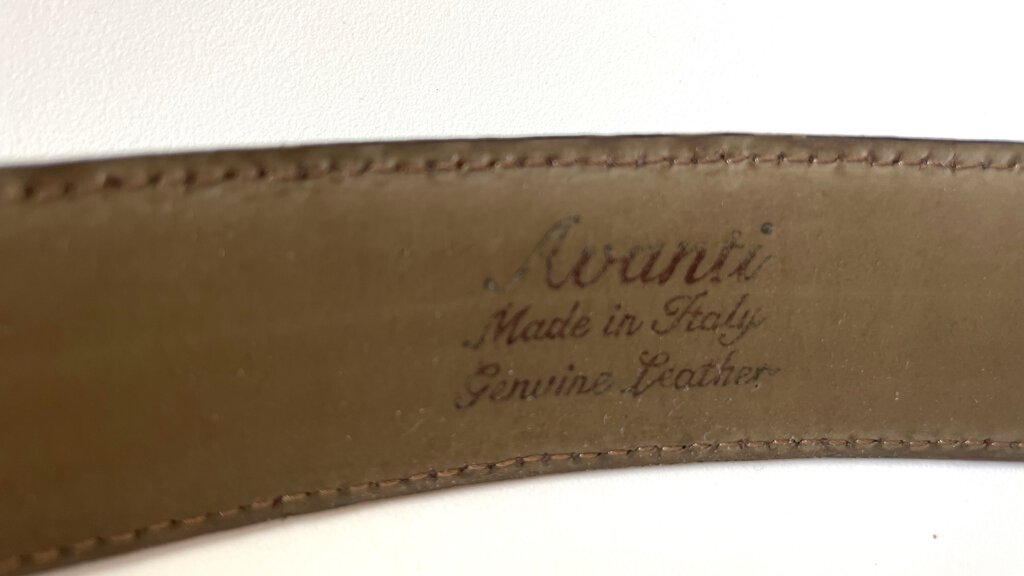 Avanti
Made in Italy
Genuine Leather